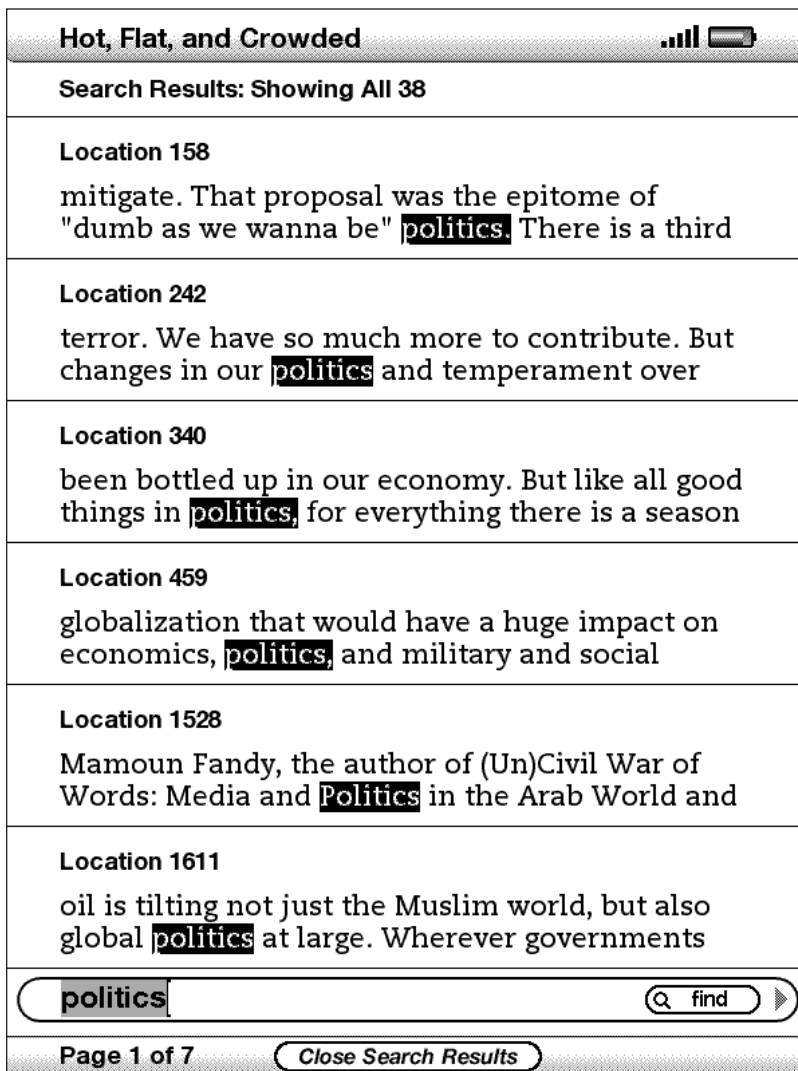 Hot, Flat, and Crowded
Search Results: Showing All 38
Location 158
mitigate. That proposal was the epitome of
"dumb as we wanna be" politics. There is a third
Location 242
terror. We have so much more to contribute. But
changes in our politics and temperament over
Location 340
been bottled up in our economy. But like all good
things in politics, for everything there is a season
Location 459
globalization that would have a huge impact on
economics, politics, and military and social
Location 1528
Mamoun Fandy, the author of (Un)Civil War of
Words: Media and Politics in the Arab World and
Location 1611
oil is tilting not just the Muslim world, but also
global politics at large. Wherever governments
politics find
Page 1 of 7 Close Search Results